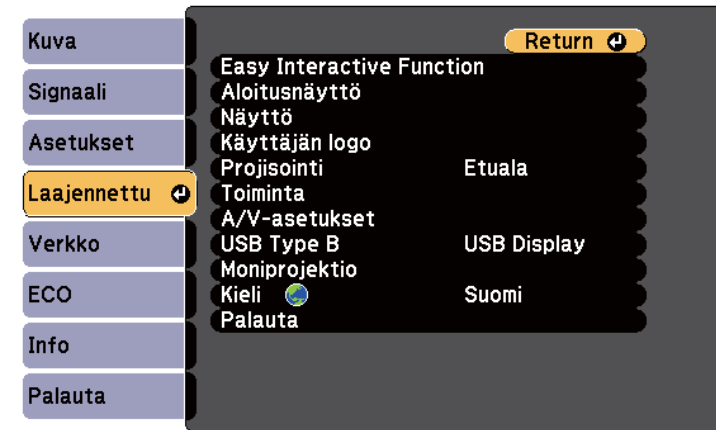 Kuva
Signaali
Asetukset
Laajennettu
Verkko
ECO
Info
Palauta
Return
Easy Interactive Function
Aloitusnäyttö
Näyttö
Käyttäjän logo
Projisointi Etuala
Toiminta
A/V-asetukset
USB Type B USB Display
Moniprojektio
Kieli Suomi
Palauta